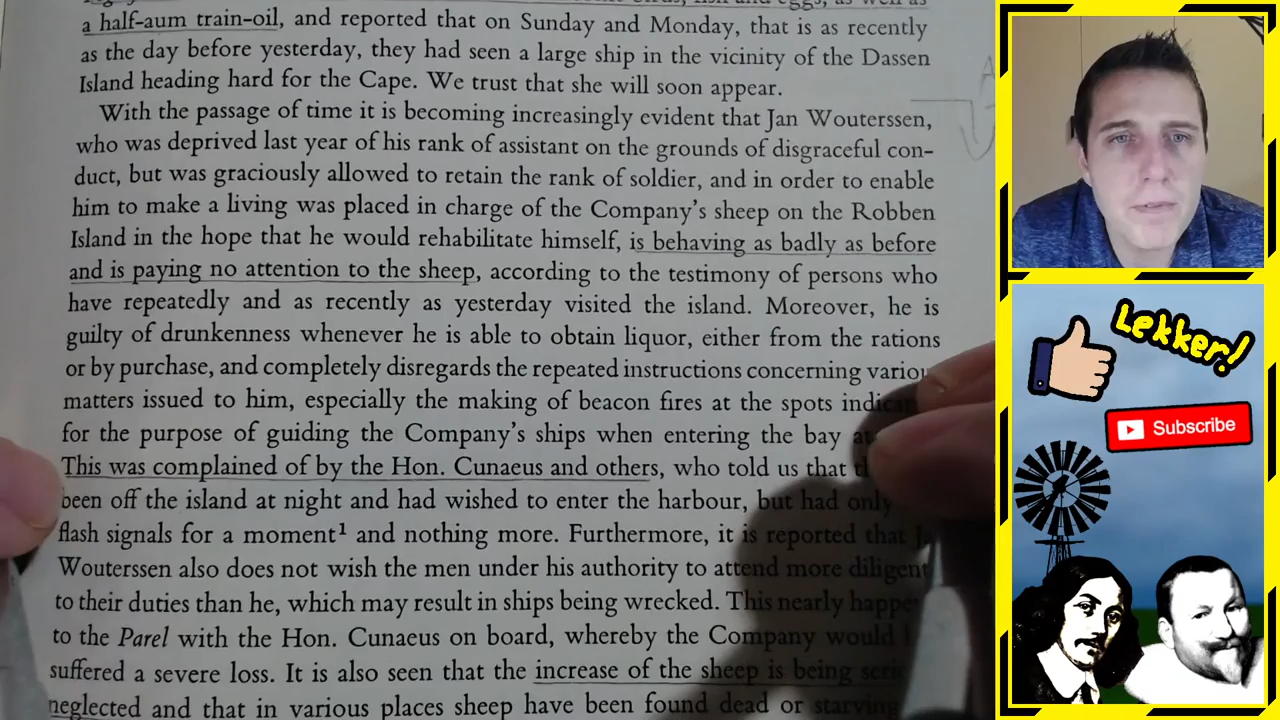 a half-aum train-oil, and reported that on Sunday and Monday, that is as recently
as the day before yesterday, they had seen a large ship in the vicinity of the Dassen
Island heading hard for the Cape. We trust that she will soon appear.
With the passage of time it is becoming increasingly evident that Jan Wouterssen,
who was deprived last year of his rank of assistant on the grounds of disgraceful con-
duct, but was graciously allowed to retain the rank of soldier, and in order to enable
him to make a living was placed in charge of the Company's sheep on the Robben
Island in the hope that he would rehabilitate himself, is behaving as badly as before
and is paying no attention to the sheep, according to the testimony of persons who
have repeatedly and as recently as yesterday visited the island. Moreover, he is
guilty of drunkenness whenever he is able to obtain liquor, either from the rations
or by purchase, and completely disregards the repeated instructions concerning
matters issued to him, especially the making of beacon fires at the spots
for the purpose of guiding the Company's ships when entering the bay
This was complained of by the Hon. Cunaeus and others, who told us that
been off the island at night and had wished to enter the harbour, but had only
flash signals for a moment¹ and nothing more. Furthermore, it is reported that
Wouterssen also does not wish the men under his authority to attend more
to their duties than he, which may result in ships being wrecked. This nearly
to the Parel with the Hon. Cunaeus on board, whereby the Company would
suffered a severe loss. It is also seen that the increase of the sheep is being
neglected and that in various places sheep have been found dead or starving
Lekker!
Subscribe